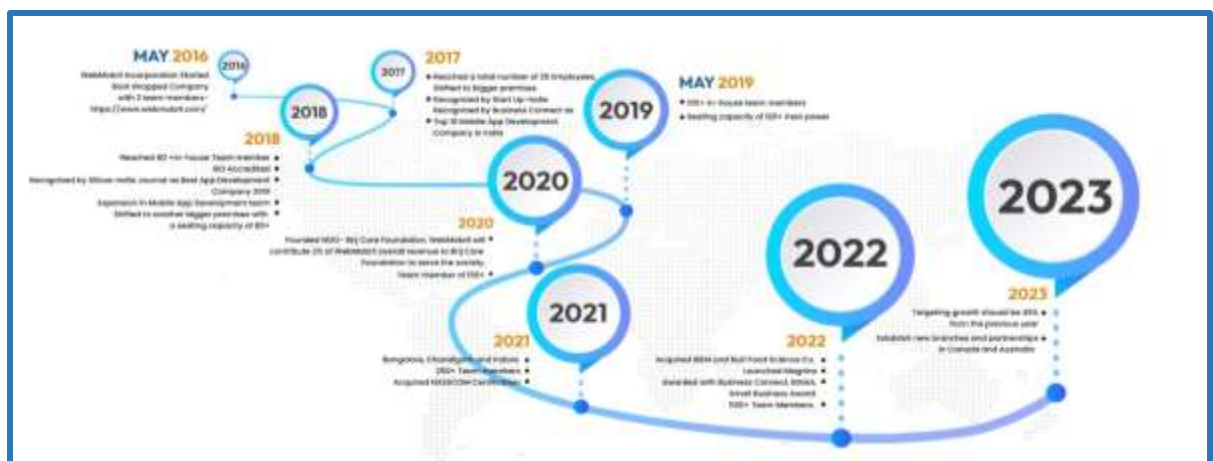 MAY 2016
2016
WebMobril Incorporation Started
Boot strapped Company
with 2 team members-
https://www.webmobril.com/
2017
2017
Reached a total number of 35 Employees,
Shifted to bigger premises
Recognized by Start Up-India
Recognized by Business Connect as
Top 10 Mobile App Development
Company in India
2018
2018
Reached 60 +In-house Team member
ISO Accredited
Recognized by Silicon India Journal as Best App Development
Company 2018
Expansion in Mobile App Development team
Shifted to another bigger premises with
a seating capacity of 80+
2019
MAY 2019
100+ In-house team members
Seating capacity of 120+ man power
2020
2020
Founded NGO- Brij Care Foundation, WebMobril will
contribute 2% of WebMobril overall revenue to Brij Care
Foundation to serve the society.
Team member of 150+
2021
2021
Bangalore, Chandigarh and Indore
250+ Team members
Acquired NASSCOM Certification
2022
2022
Acquired and Food Science Co.
Launched
Awarded with Business Connect,
Small Business Award.
500+ Team Members.
2023
2023
Targeting growth should be
from the previous year
Establish new branches and partnerships
in Canada and Australia